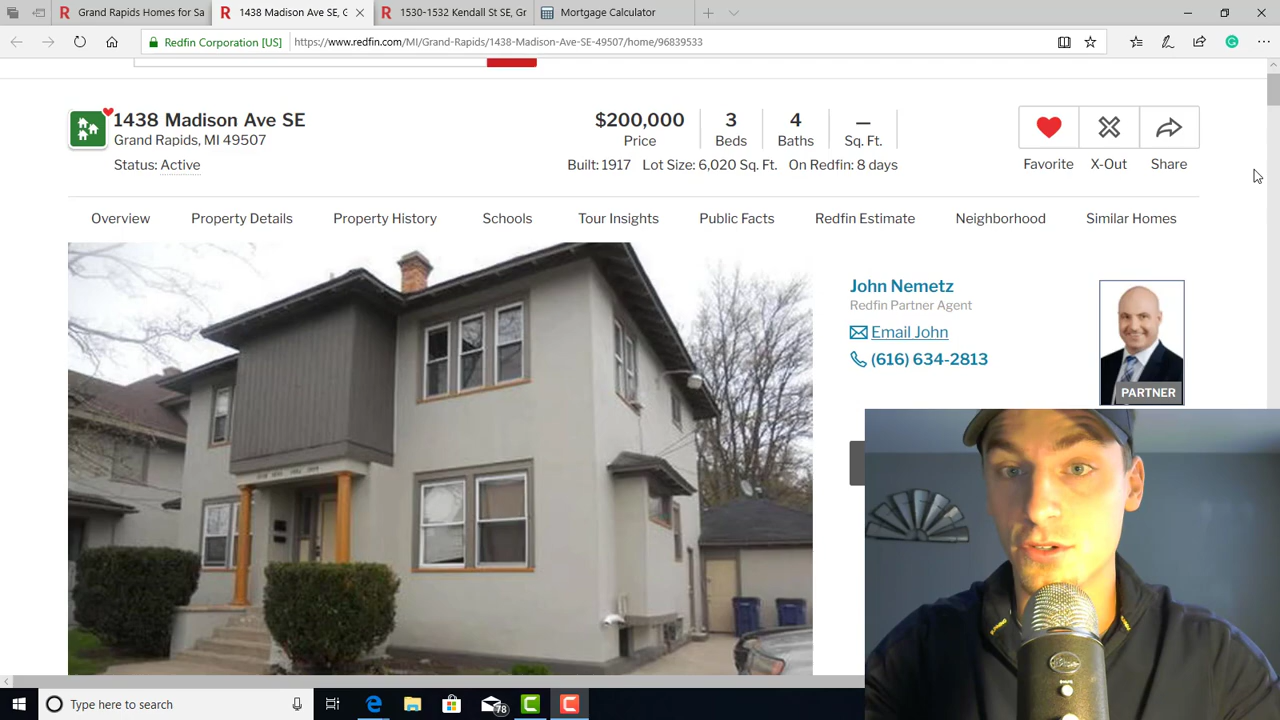 Grand Rapids Homes for Sa
1438 Madison Ave SE, G
1530-1532 Kendall St SE, Gr
Mortgage Calculator
Redfin Corporation [US]
https://www.redfin.com/MI/Grand-Rapids/1438-Madison-Ave-SE-49507/home/96839533
1438 Madison Ave SE
Grand Rapids, MI 49507
Status: Active
$200,000
Price
3
Beds
4
Baths
—
Sq. Ft.
Built: 1917 Lot Size: 6,020 Sq. Ft. On Redfin: 8 days
Favorite
X-Out
Share
Overview
Property Details
Property History
Schools
Tour Insights
Public Facts
Redfin Estimate
Neighborhood
Similar Homes
John Nemetz
Redfin Partner Agent
Email John
(616) 634-2813
PARTNER
Type here to search
78